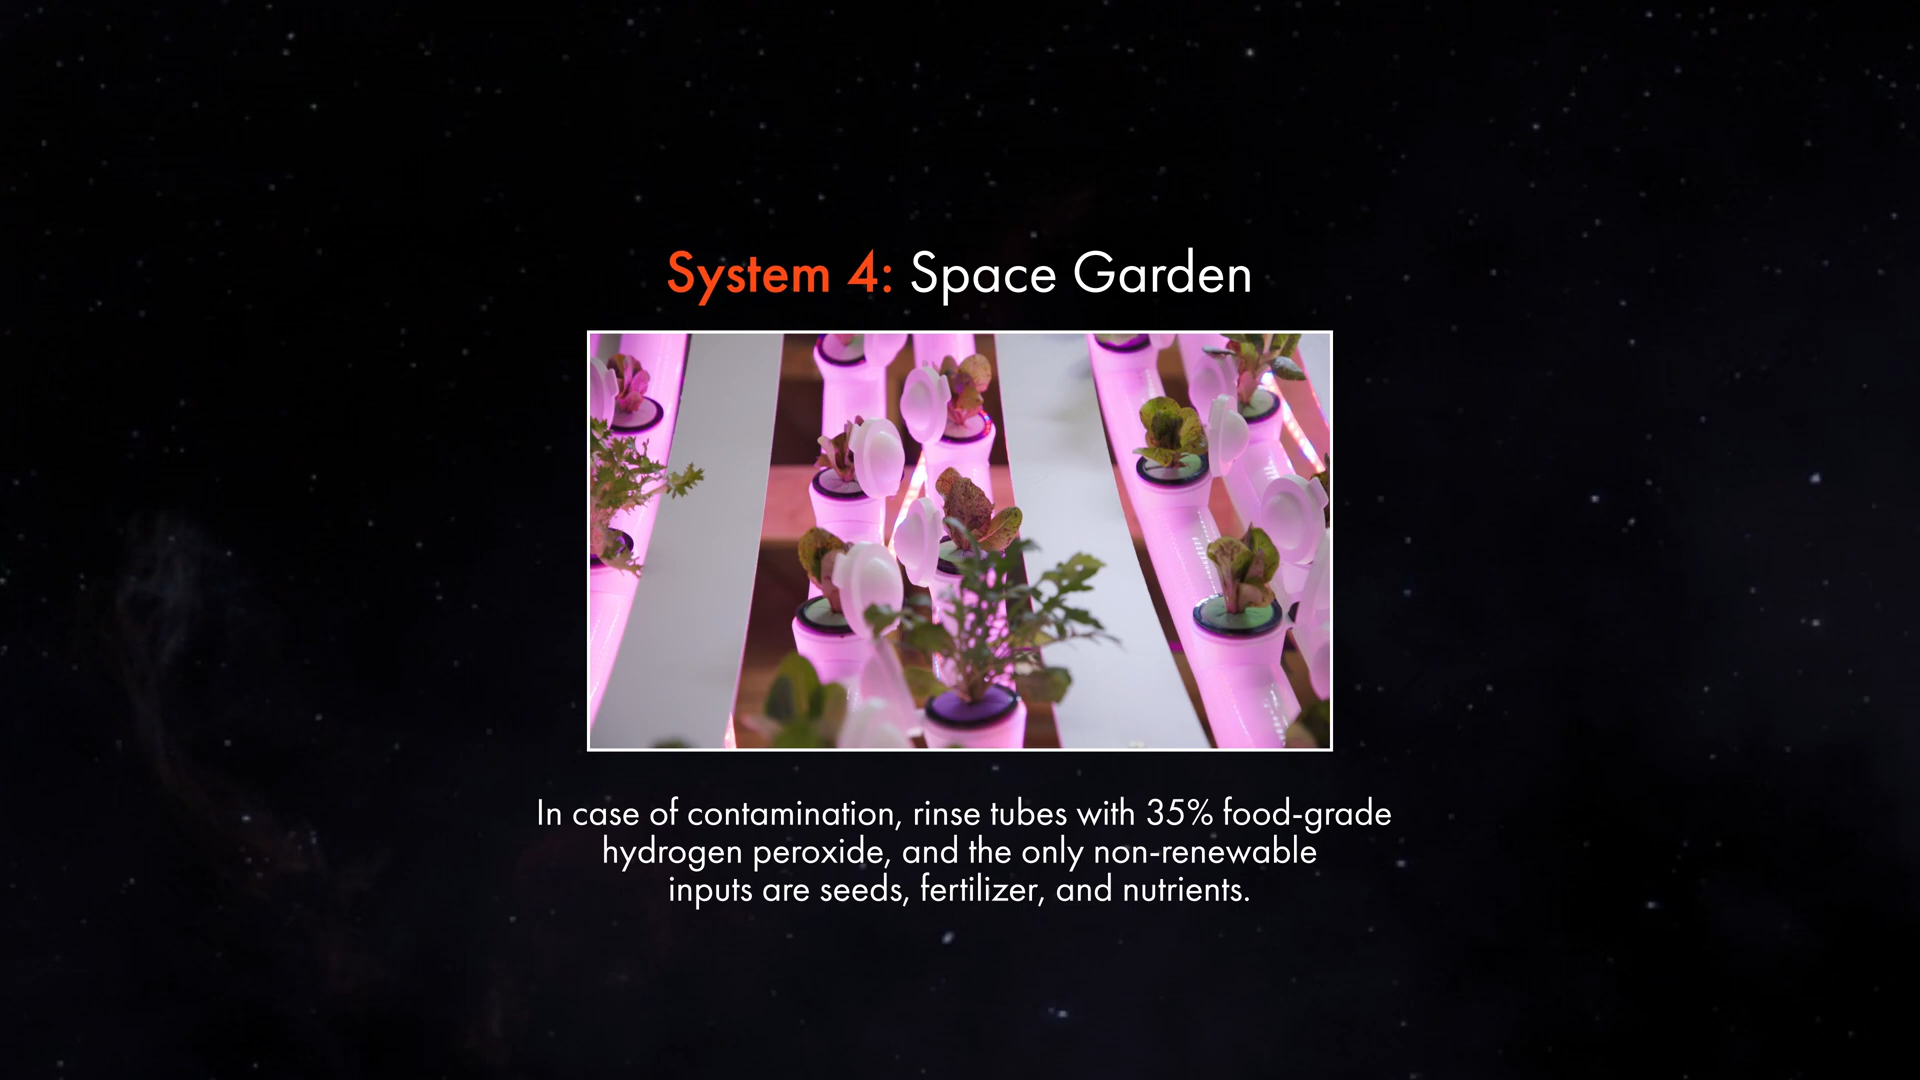 System 4: Space Garden
In case of contamination, rinse tubes with 35% food-grade
hydrogen peroxide, and the only non-renewable
inputs are seeds, fertilizer, and nutrients.